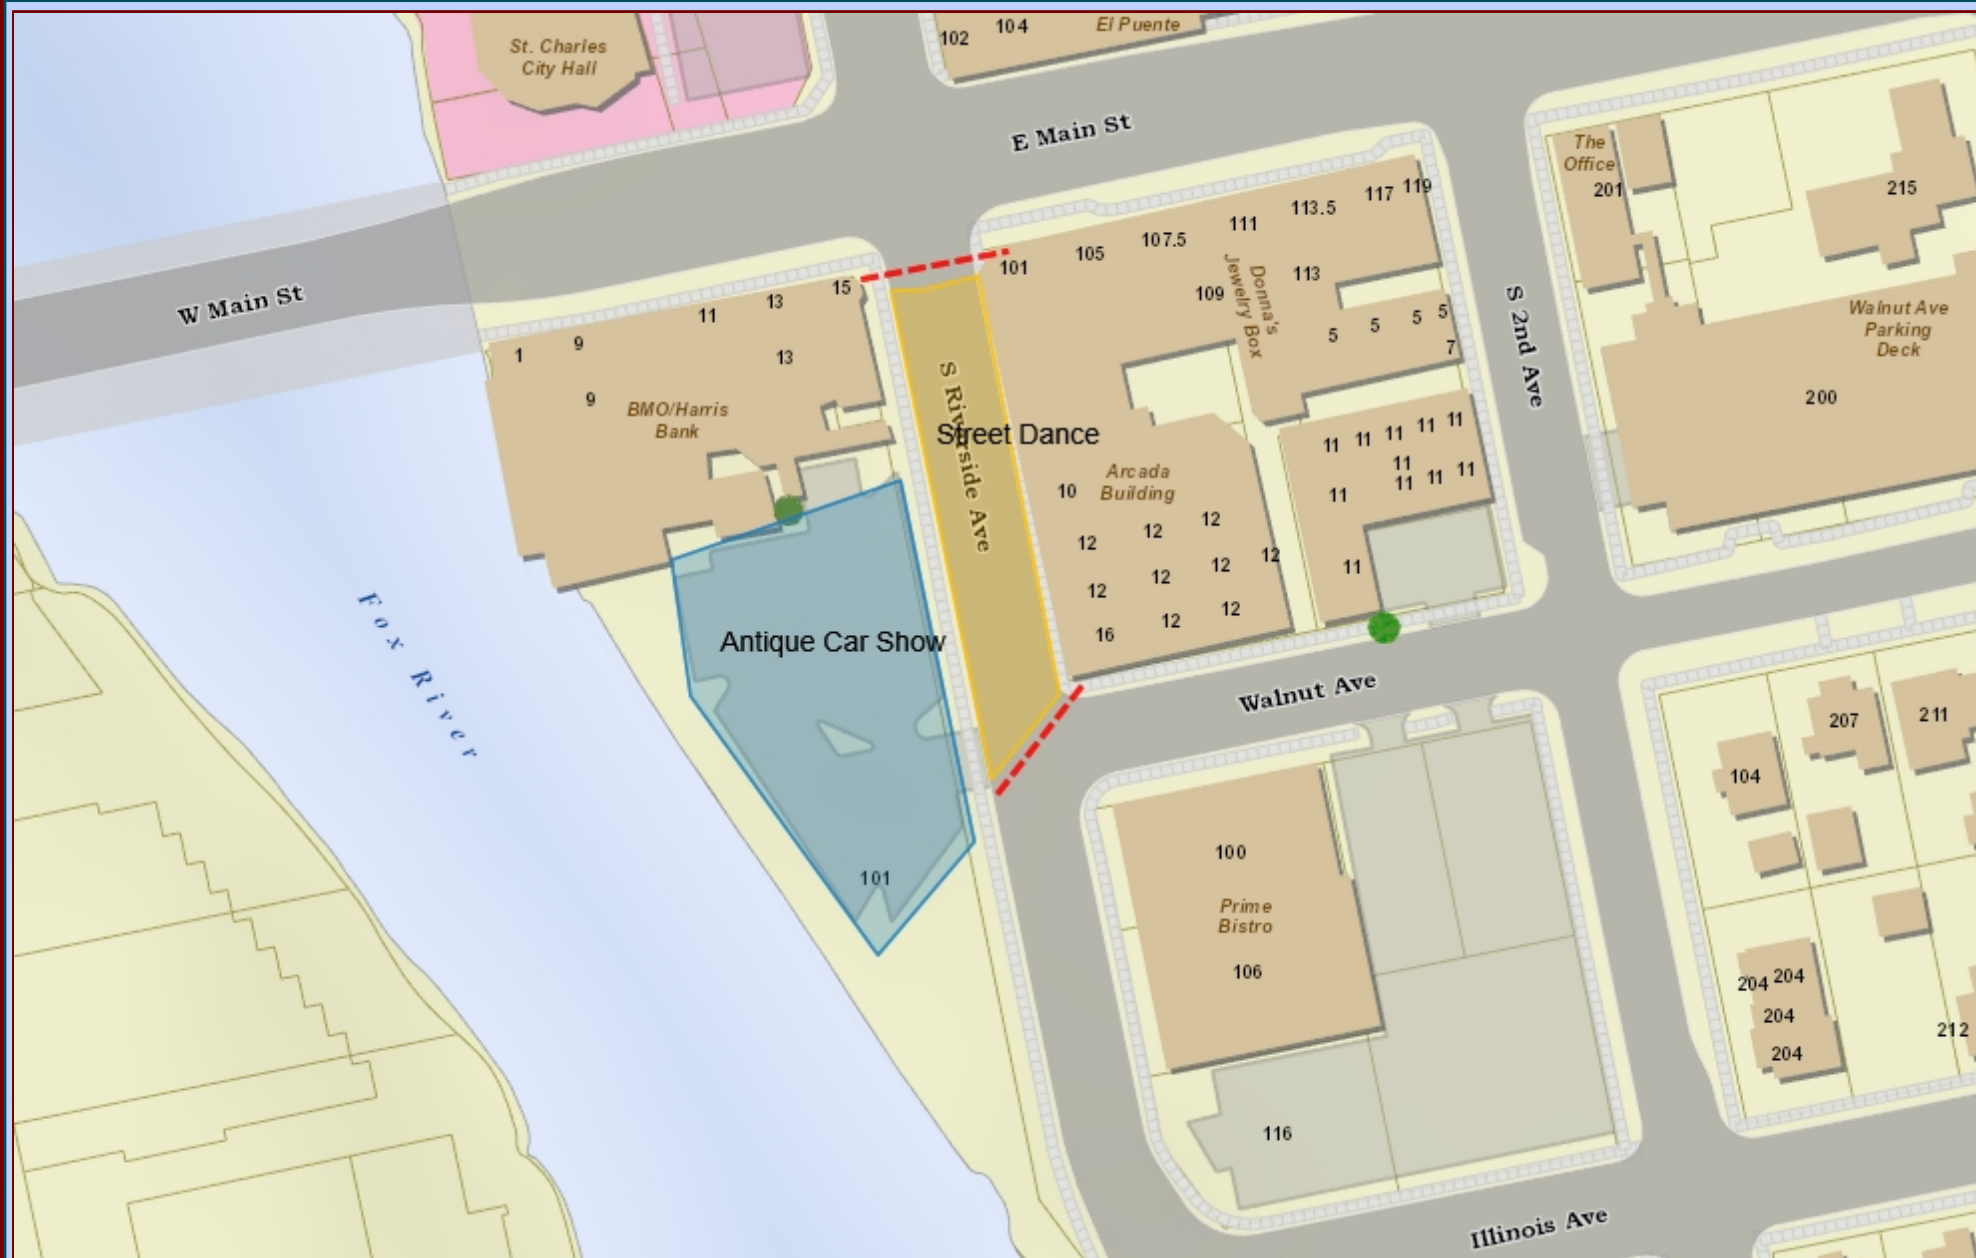 St. Charles
City Hall
102
104
El Puente
E Main St
W Main St
The
Office
201
215
101
105
107.5
111
113.5
117
119
109
Donna's
Jewelry Box
113
5
5
5
5
7
S 2nd Ave
Walnut Ave
Parking
Deck
200
1
9
11
13
15
13
9
BMO/Harris
Bank
S Riverside Ave
Street Dance
Arcada
Building
10
12
12
12
12
12
12
12
12
12
16
11
11
11
11
11
11
11
11
11
11
11
Fox River
Antique Car Show
101
Walnut Ave
100
Prime
Bistro
106
116
207
211
104
204
204
204
204
212
Illinois Ave